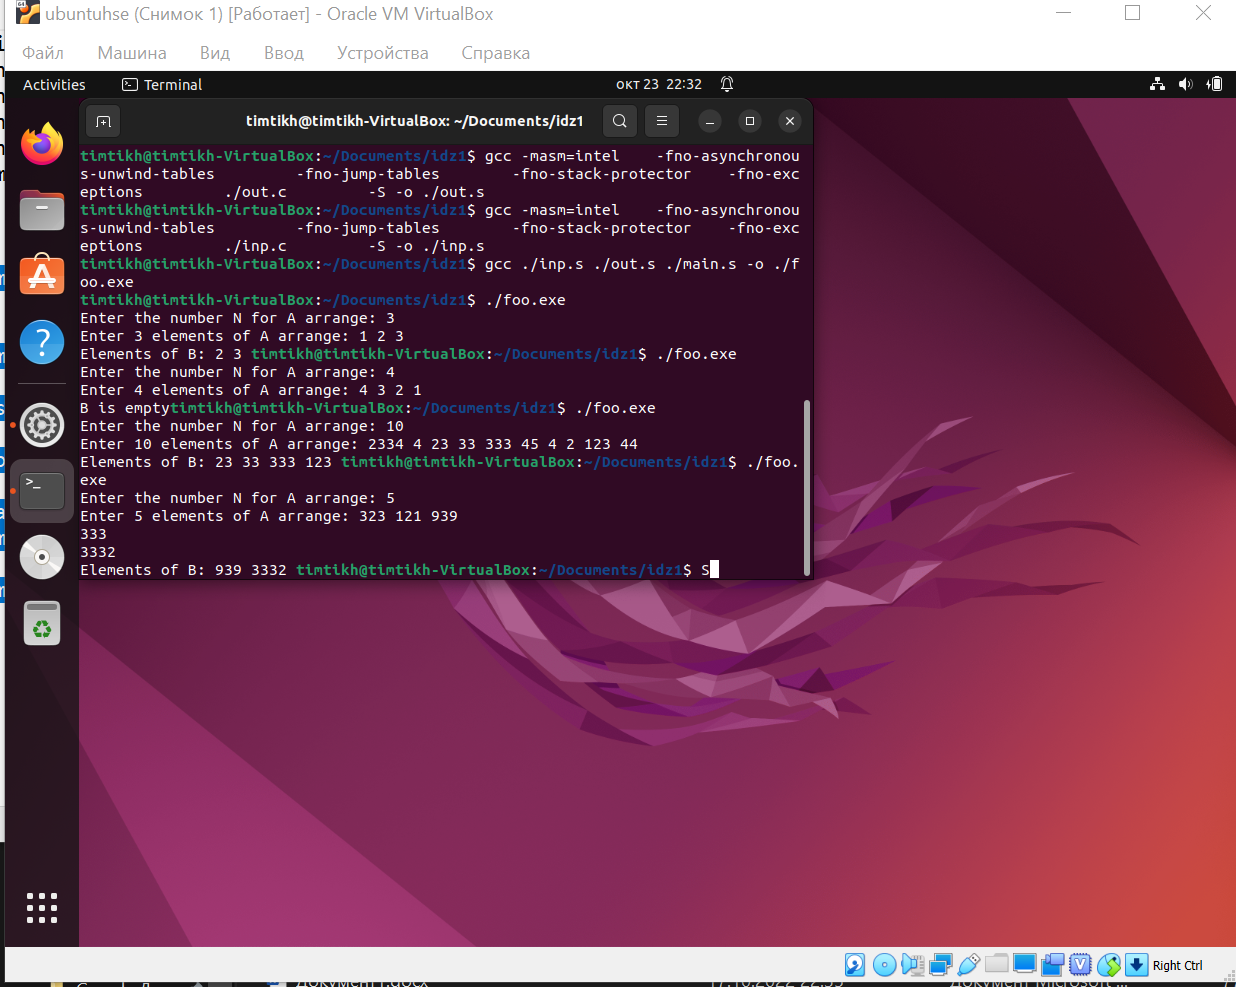 ubuntuhse (Снимок 1) [Работает] - Oracle VM VirtualBox
Файл Машина Вид Ввод Устройства Справка
Activities Terminal окт 23 22:32
timtikh@timtikh-VirtualBox: ~/Documents/idz1
timtikh@timtikh-VirtualBox:~/Documents/idz1$ gcc -masm=intel -fno-asynchronou
s-unwind-tables -fno-jump-tables -fno-stack-protector -fno-exc
eptions ./out.c -S -o ./out.s
timtikh@timtikh-VirtualBox:~/Documents/idz1$ gcc -masm=intel -fno-asynchronou
s-unwind-tables -fno-jump-tables -fno-stack-protector -fno-exc
eptions ./inp.c -S -o ./inp.s
timtikh@timtikh-VirtualBox:~/Documents/idz1$ gcc ./inp.s ./out.s ./main.s -o ./f
oo.exe
timtikh@timtikh-VirtualBox:~/Documents/idz1$ ./foo.exe
Enter the number N for A arrange: 3
Enter 3 elements of A arrange: 1 2 3
Elements of B: 2 3 timtikh@timtikh-VirtualBox:~/Documents/idz1$ ./foo.exe
Enter the number N for A arrange: 4
Enter 4 elements of A arrange: 4 3 2 1
B is emptytimtikh@timtikh-VirtualBox:~/Documents/idz1$ ./foo.exe
Enter the number N for A arrange: 10
Enter 10 elements of A arrange: 2334 4 23 33 333 45 4 2 123 44
Elements of B: 23 33 333 123 timtikh@timtikh-VirtualBox:~/Documents/idz1$ ./foo.
exe
Enter the number N for A arrange: 5
Enter 5 elements of A arrange: 323 121 939
333
3332
Elements of B: 939 3332 timtikh@timtikh-VirtualBox:~/Documents/idz1$ S
Right Ctrl